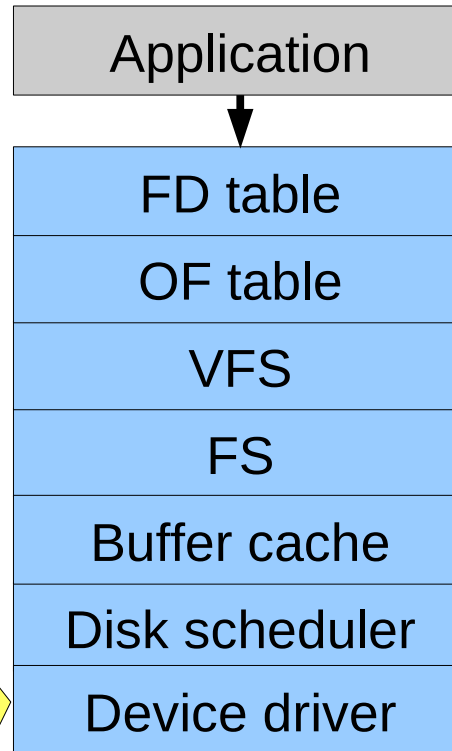 Application
FD table
OF table
VFS
FS
Buffer cache
Disk scheduler
Device driver